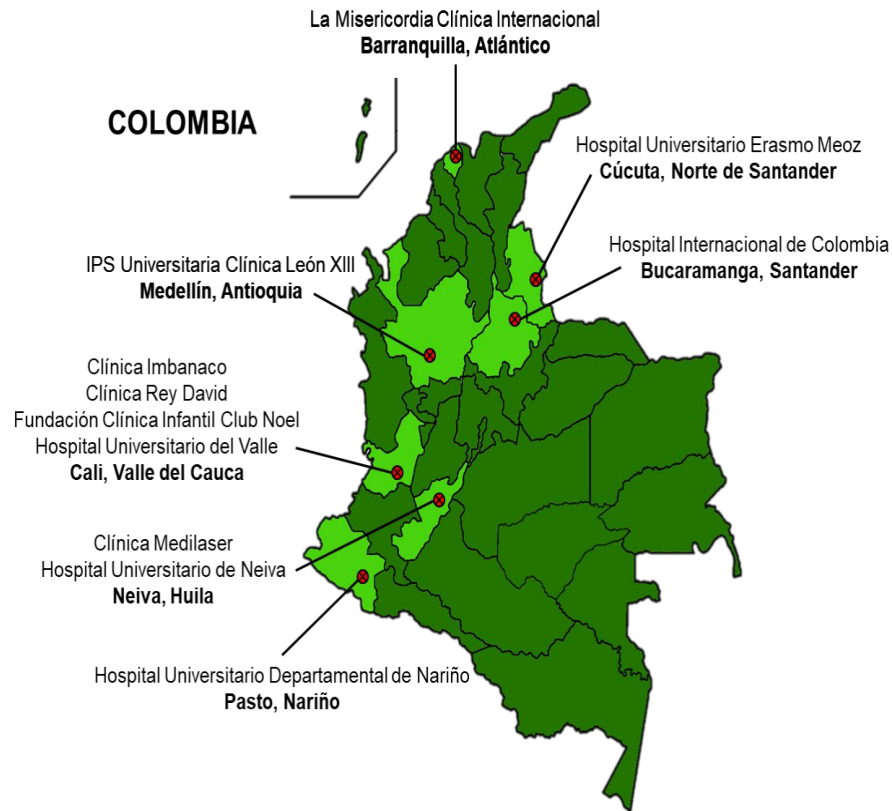 La Misericordia Clínica Internacional
Barranquilla, Atlántico
COLOMBIA
Hospital Universitario Erasmo Meoz
Cúcuta, Norte de Santander
Hospital Internacional de Colombia
Bucaramanga, Santander
IPS Universitaria Clínica León XIII
Medellín, Antioquia
Clínica Imbanaco
Clínica Rey David
Fundación Clínica Infantil Club Noel
Hospital Universitario del Valle
Cali, Valle del Cauca
Clínica Medilaser
Hospital Universitario de Neiva
Neiva, Huila
Hospital Universitario Departamental de Nariño
Pasto, Nariño